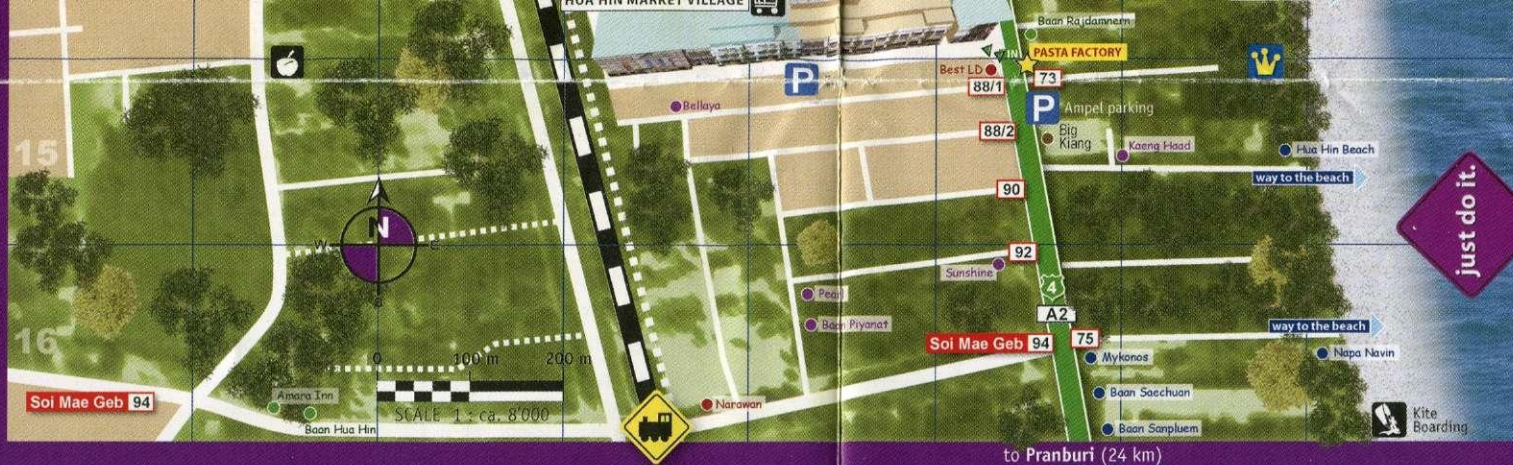 HUA HIN MARKET VILLAGE
Baan Rajdamnern
PASTA FACTORY
Best LD
73
88/1
P
P
Ampel parking
Bellaya
88/2
Big
Kiang
Kaeng Haad
Hua Hin Beach
15
way to the beach
90
just do it.
N
W
E
S
92
Sunshine
4
Pearl
A2
Baan Piyanat
way to the beach
16
Soi Mae Geb 94
75
0
100 m
200 m
Mykonos
Napa Navin
Soi Mae Geb 94
Amara Inn
Baan Saechuan
SCALE 1 : ca. 8'000
Narawan
Baan Hua Hin
Baan Sanpluem
Kite
Boarding
to Pranburi (24 km)